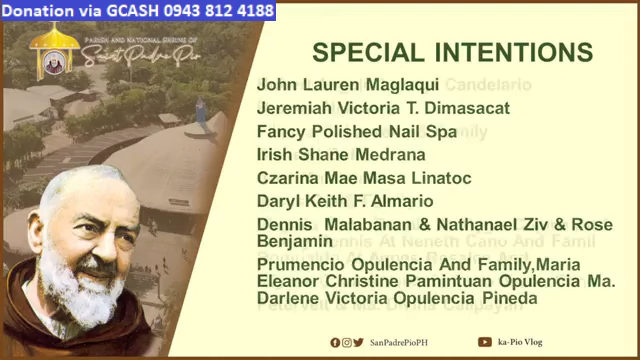 Donation via GCASH 0943 812 4188
PARISH AND NATIONAL SHRINE OF
Saint Padre Pio
SPECIAL INTENTIONS
John Lauren Maglaqui
Jeremiah Victoria T. Dimasacat
Fancy Polished Nail Spa
Irish Shane Medrana
Czarina Mae Masa Linatoc
Daryl Keith F. Almario
Dennis Malabanan & Nathanael Ziv & Rose
Benjamin
Prumencio Opulencia And Family,Maria
Eleanor Christine Pamintuan Opulencia Ma.
Darlene Victoria Opulencia Pineda
SanPadrePioPH
ka-Pio Vlog